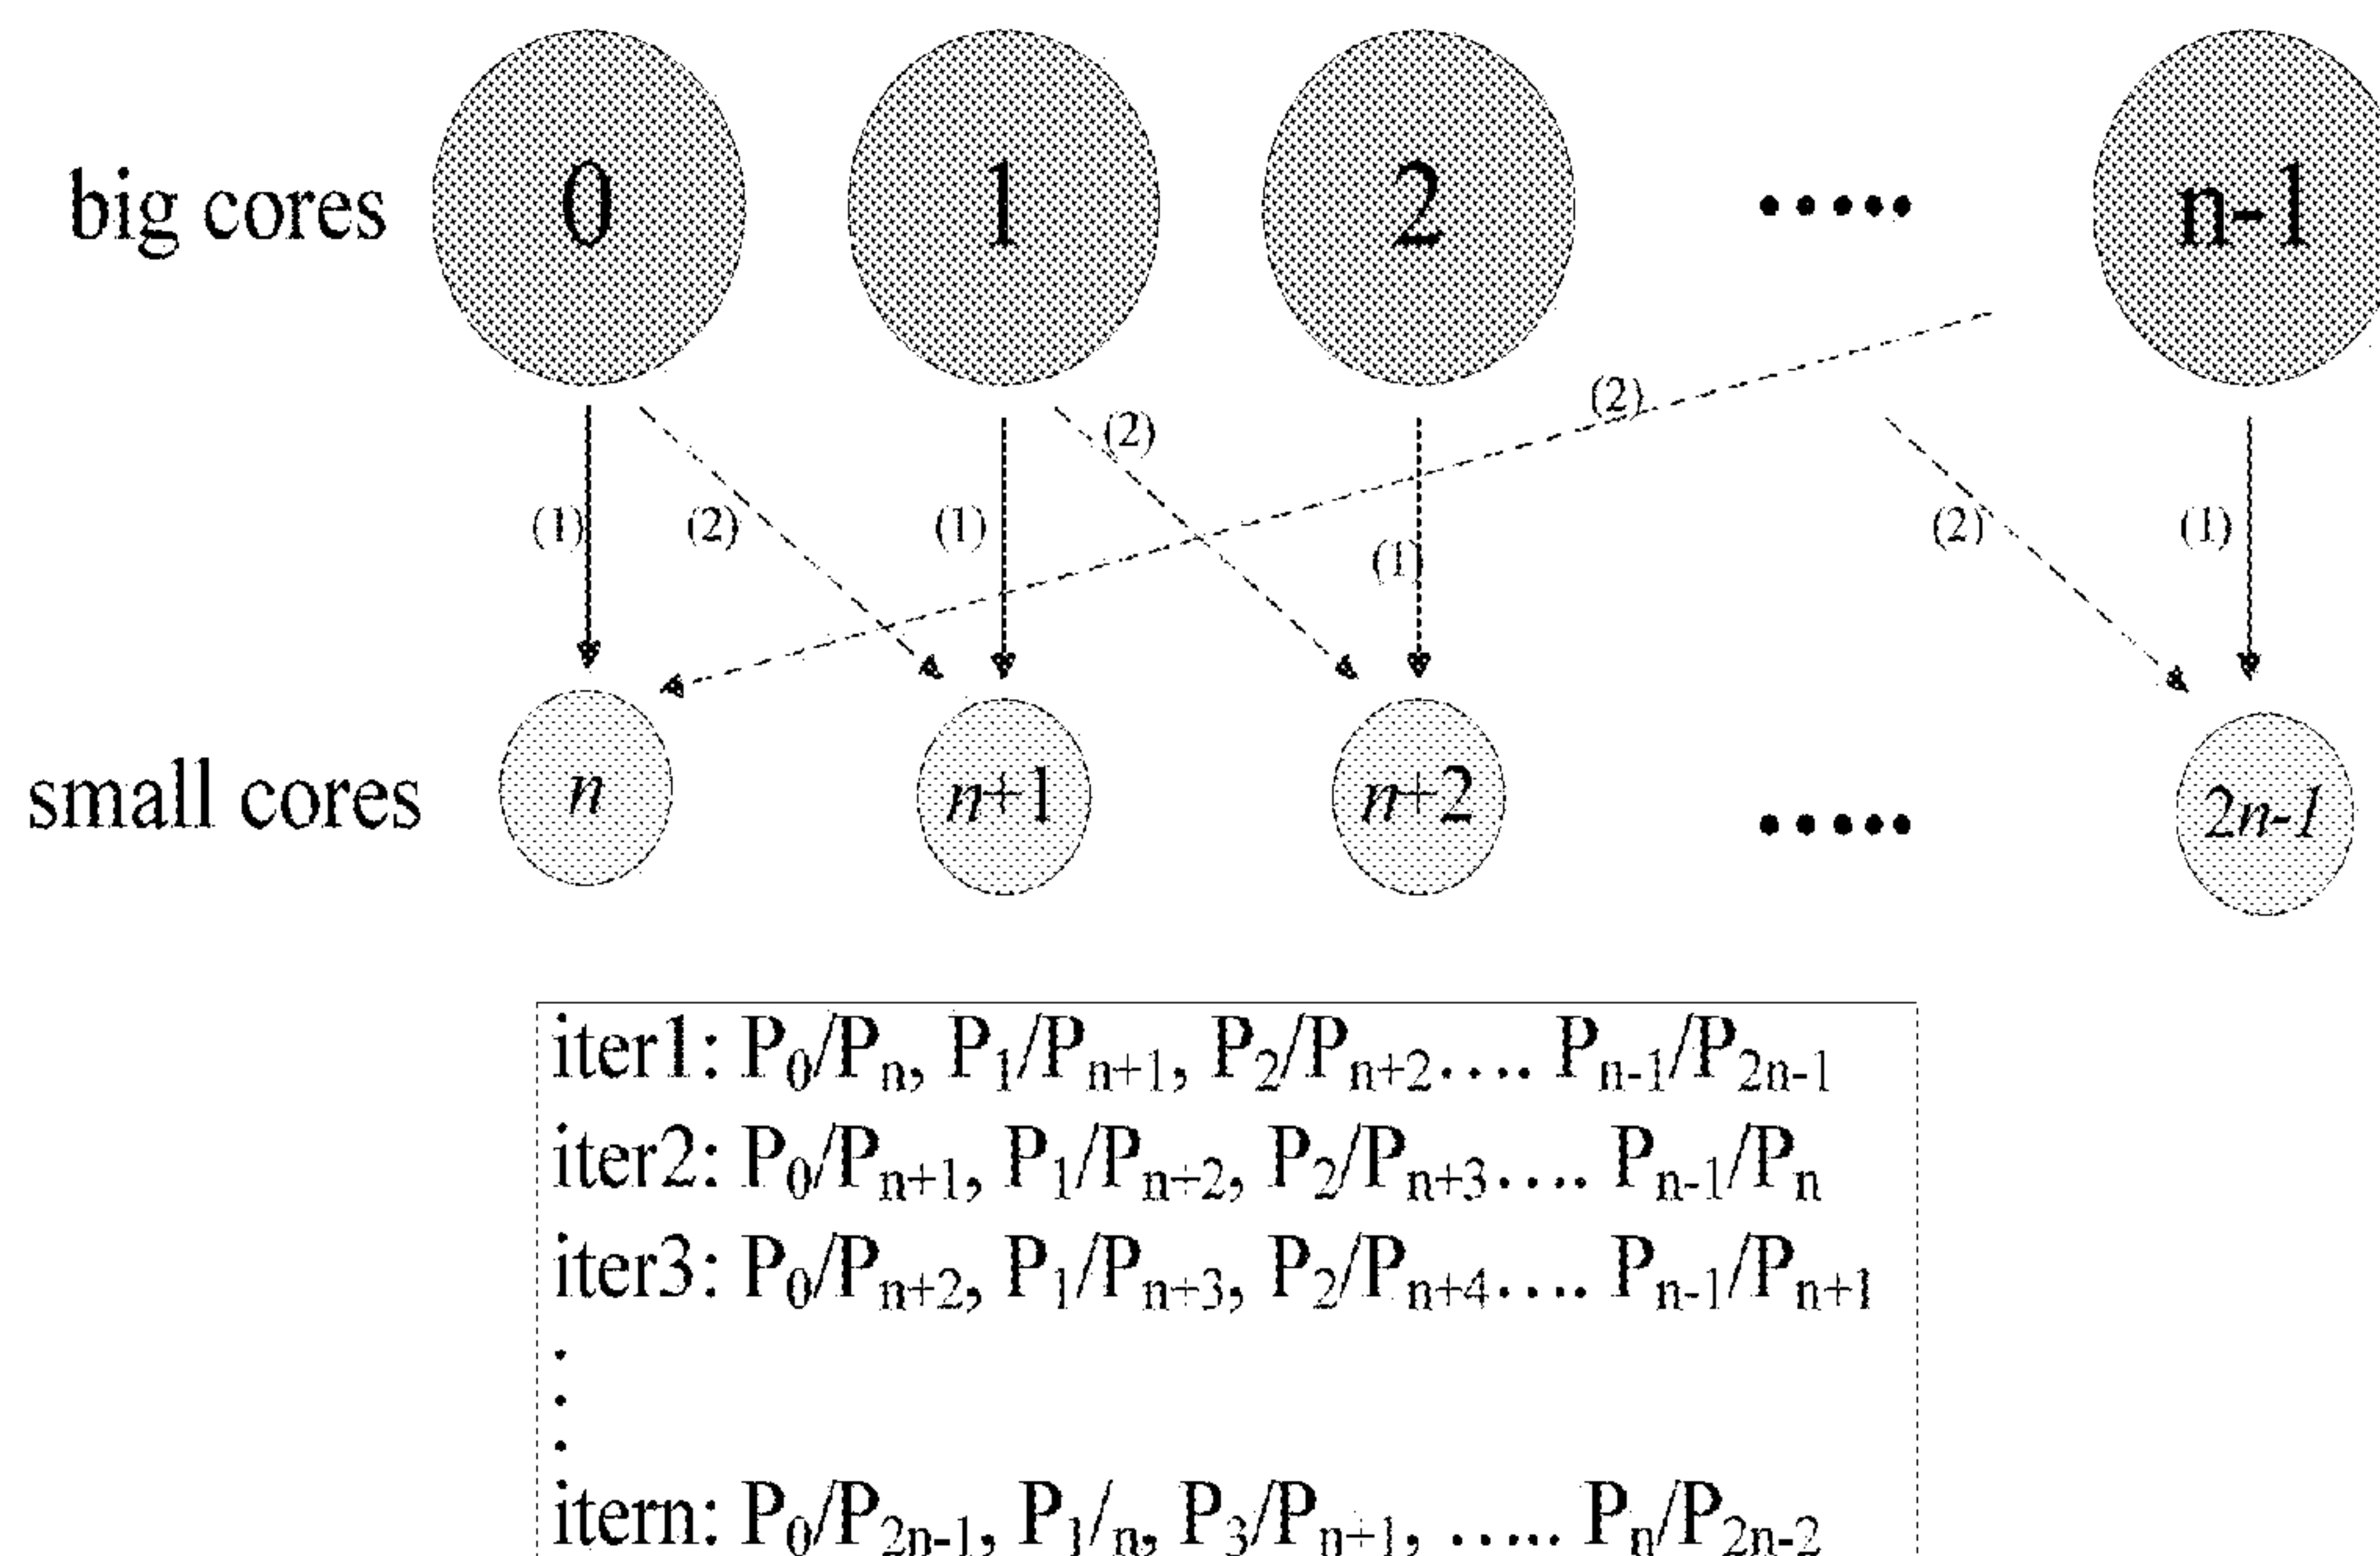 big cores 0 1 2 ••••• n-1
(2)
(2)
(1) (2) (1) (1) (2) (1)
small cores n n+1 n+2 ••••• 2n-1
iter1: P₀/Pₙ, P₁/Pₙ₊₁, P₂/Pₙ₊₂.... Pₙ₋₁/P₂ₙ₋₁
iter2: P₀/Pₙ₊₁, P₁/Pₙ₊₂, P₂/Pₙ₊₃.... Pₙ₋₁/Pₙ
iter3: P₀/Pₙ₊₂, P₁/Pₙ₊₃, P₂/Pₙ₊₄.... Pₙ₋₁/Pₙ₊₁
.
.
.
itern: P₀/P₂ₙ₋₁, P₁/ₙ, P₃/Pₙ₊₁, ..... Pₙ/P₂ₙ₋₂